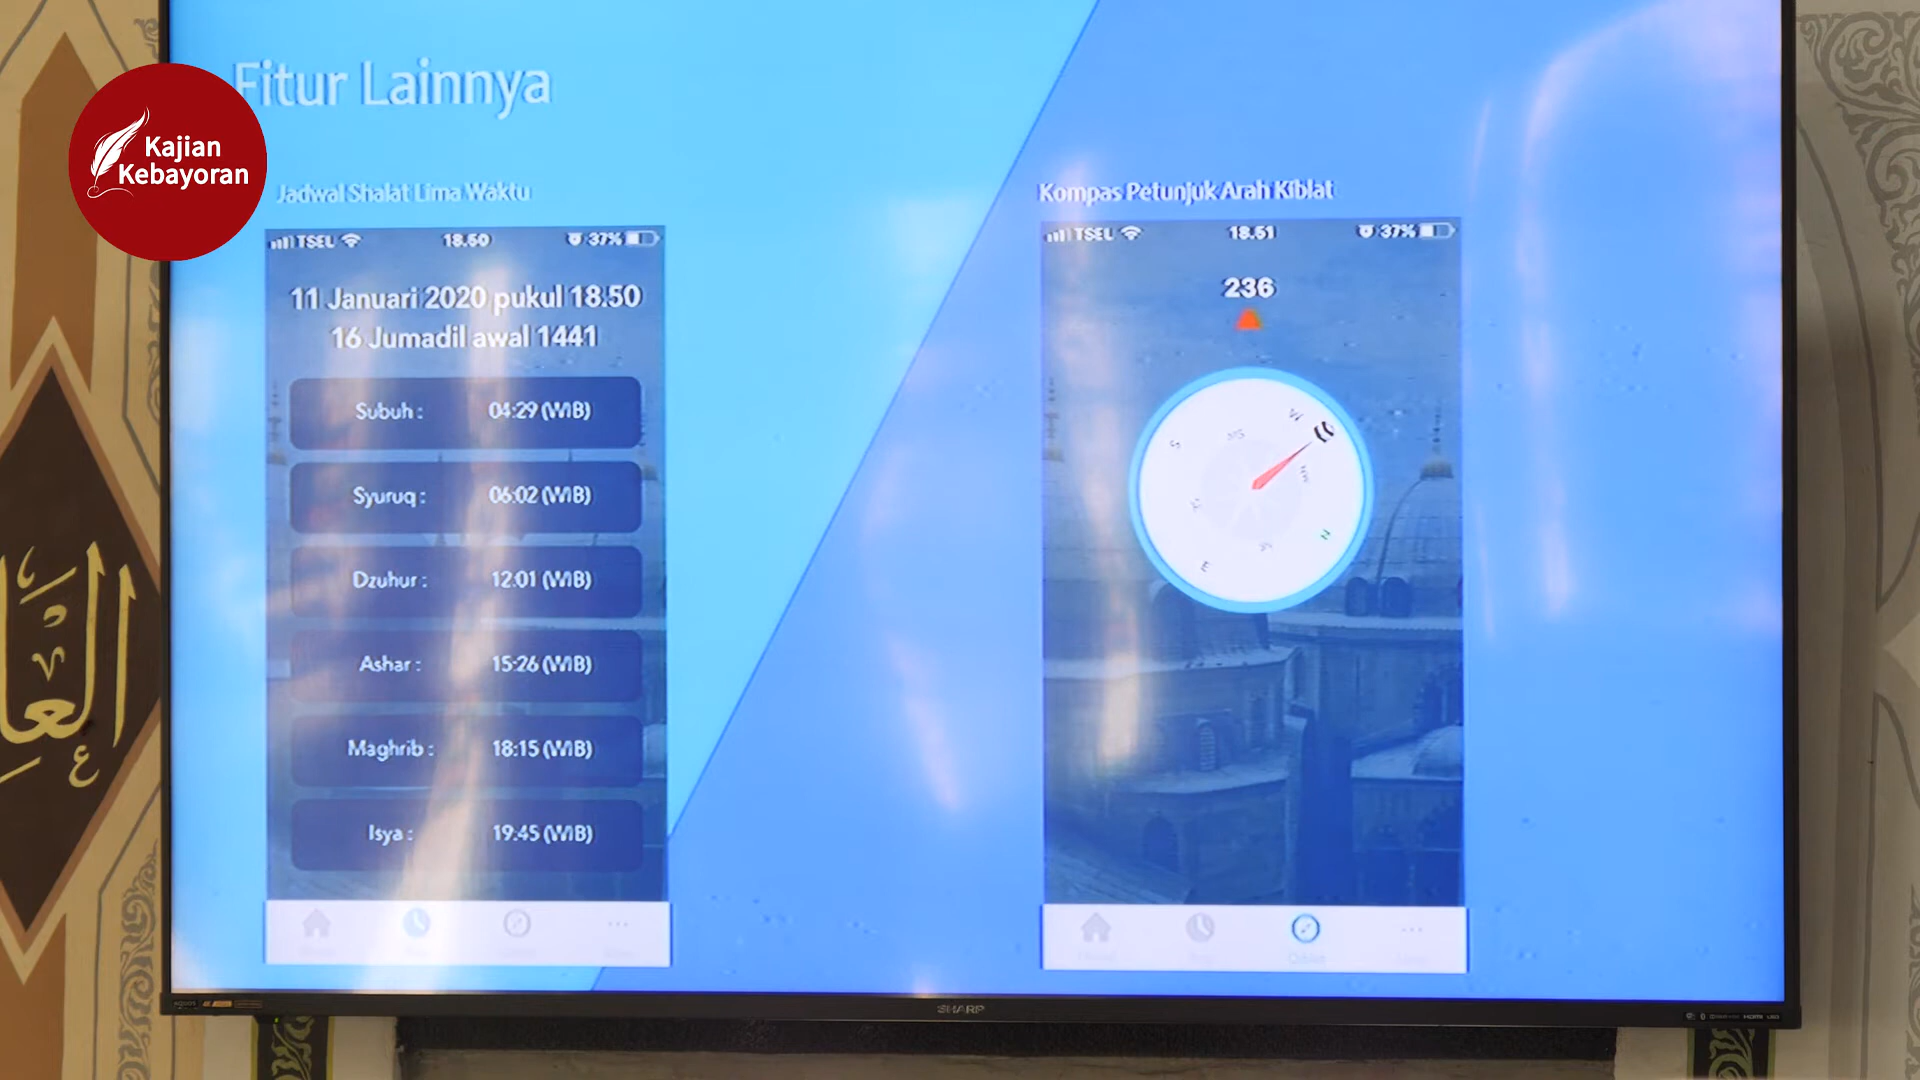 Fitur Lainnya
Kajian
Kebayoran
Jadwal Shalat Lima Waktu
TSEL 18.50 37%
11 Januari 2020 pukul 18.50
16 Jumadil awal 1441
Subuh : 04:29 (WIB)
Syuruq : 06:02 (WIB)
Dzuhur : 12:01 (WIB)
Ashar : 15:26 (WIB)
Maghrib : 18:15 (WIB)
Isya : 19:45 (WIB)
Kompas Petunjuk Arah Kiblat
TSEL 18.51 37%
236
W
S
N
E
SHARP